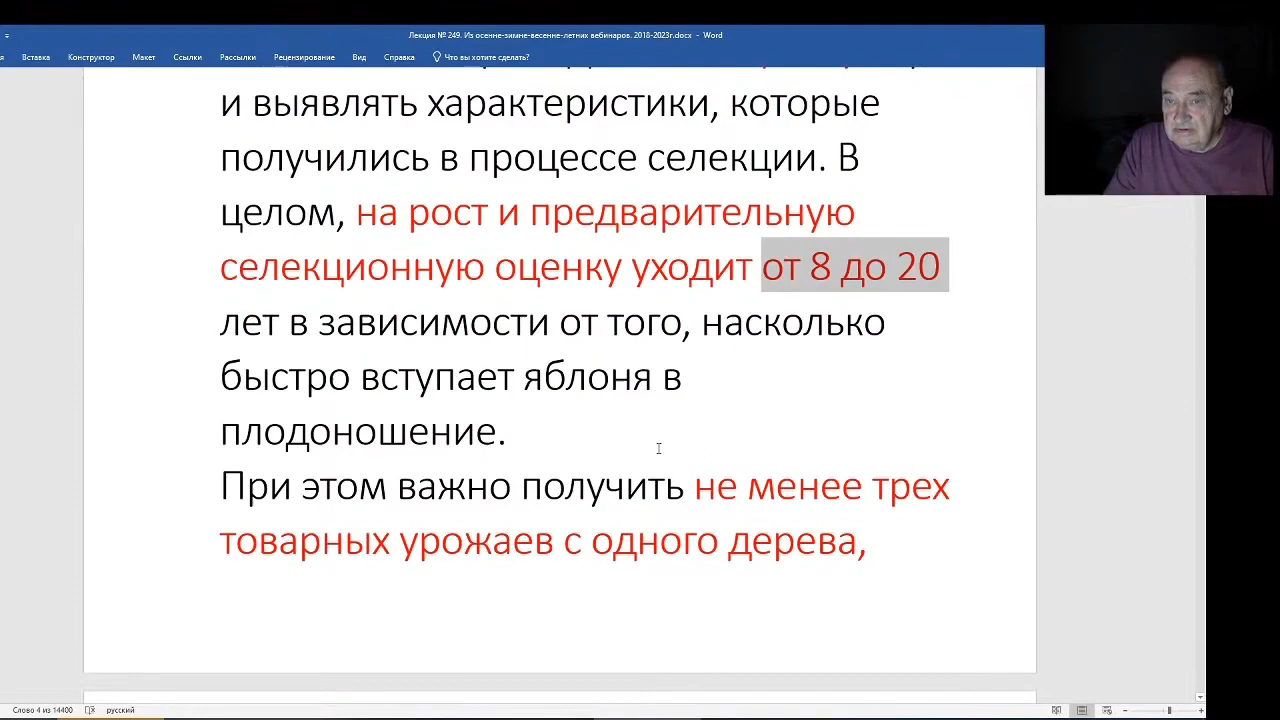 Лекция № 249. Из осенне-зимне-весенне-летних вебинаров. 2018-2023г.docx - Word
Вставка Конструктор Макет Ссылки Рассылки Рецензирование Вид Справка Что вы хотите сделать?
и выявлять характеристики, которые
получились в процессе селекции. В
целом, на рост и предварительную
селекционную оценку уходит от 8 до 20
лет в зависимости от того, насколько
быстро вступает яблоня в
плодоношение.
При этом важно получить не менее трех
товарных урожаев с одного дерева,
Слово 4 из 14400 русский